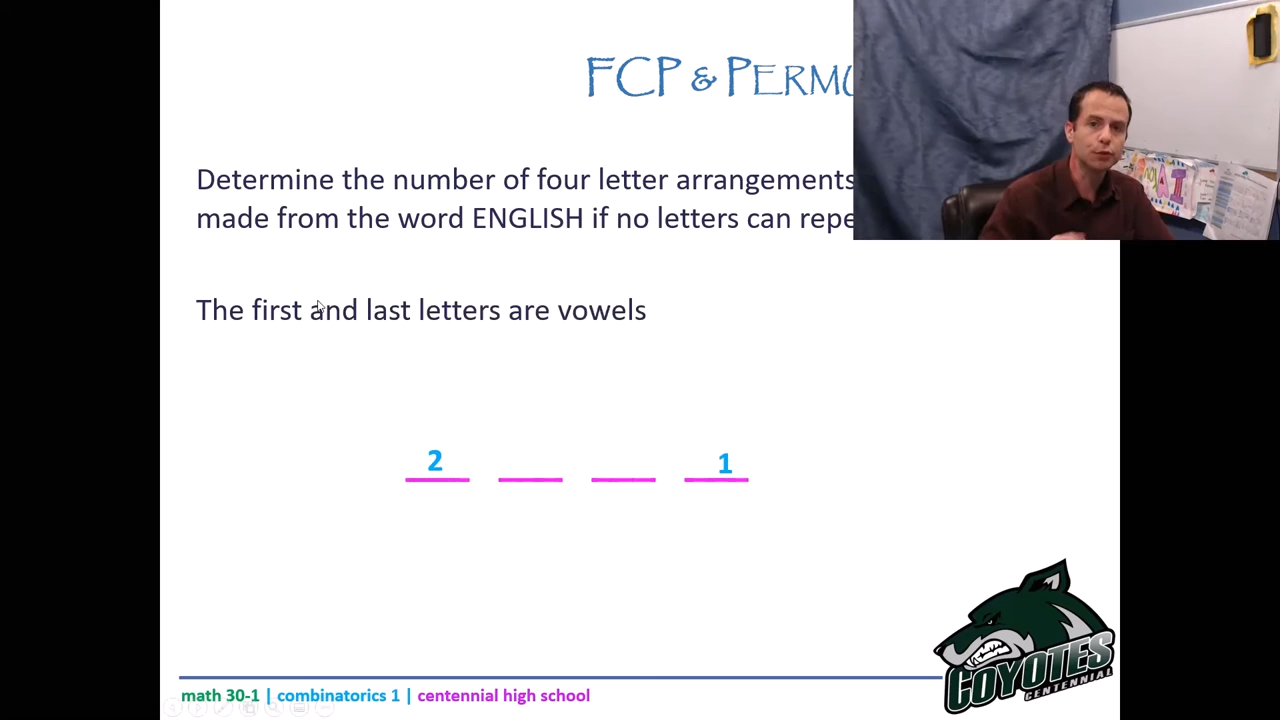 FCP & PERMU
Determine the number of four letter arrangements
made from the word ENGLISH if no letters can repe
The first and last letters are vowels
2 1
COYOTES
CENTENNIAL
math 30-1 | combinatorics 1 | centennial high school